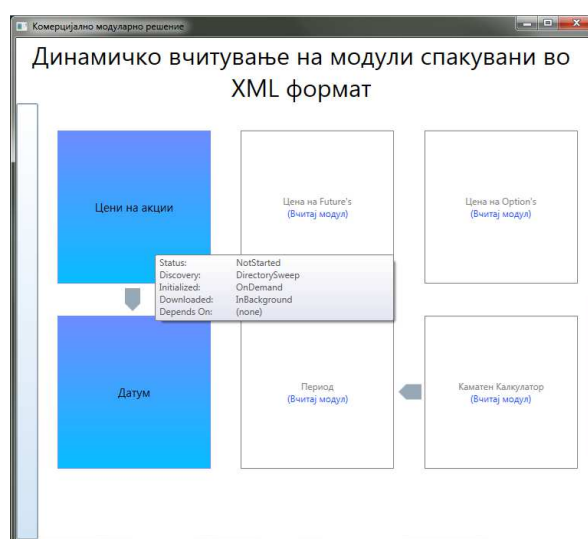 Комерцијално модуларно решение
Динамичко вчитување на модули спакувани во
XML формат
Цени на акции
Цена на Future's
(Вчитај модул)
Цена на Option's
(Вчитај модул)
Status: NotStarted
Discovery: DirectorySweep
Initialized: OnDemand
Downloaded: InBackground
Depends On: (none)
Датум
Период
(Вчитај модул)
Каматен Калкулатор
(Вчитај модул)